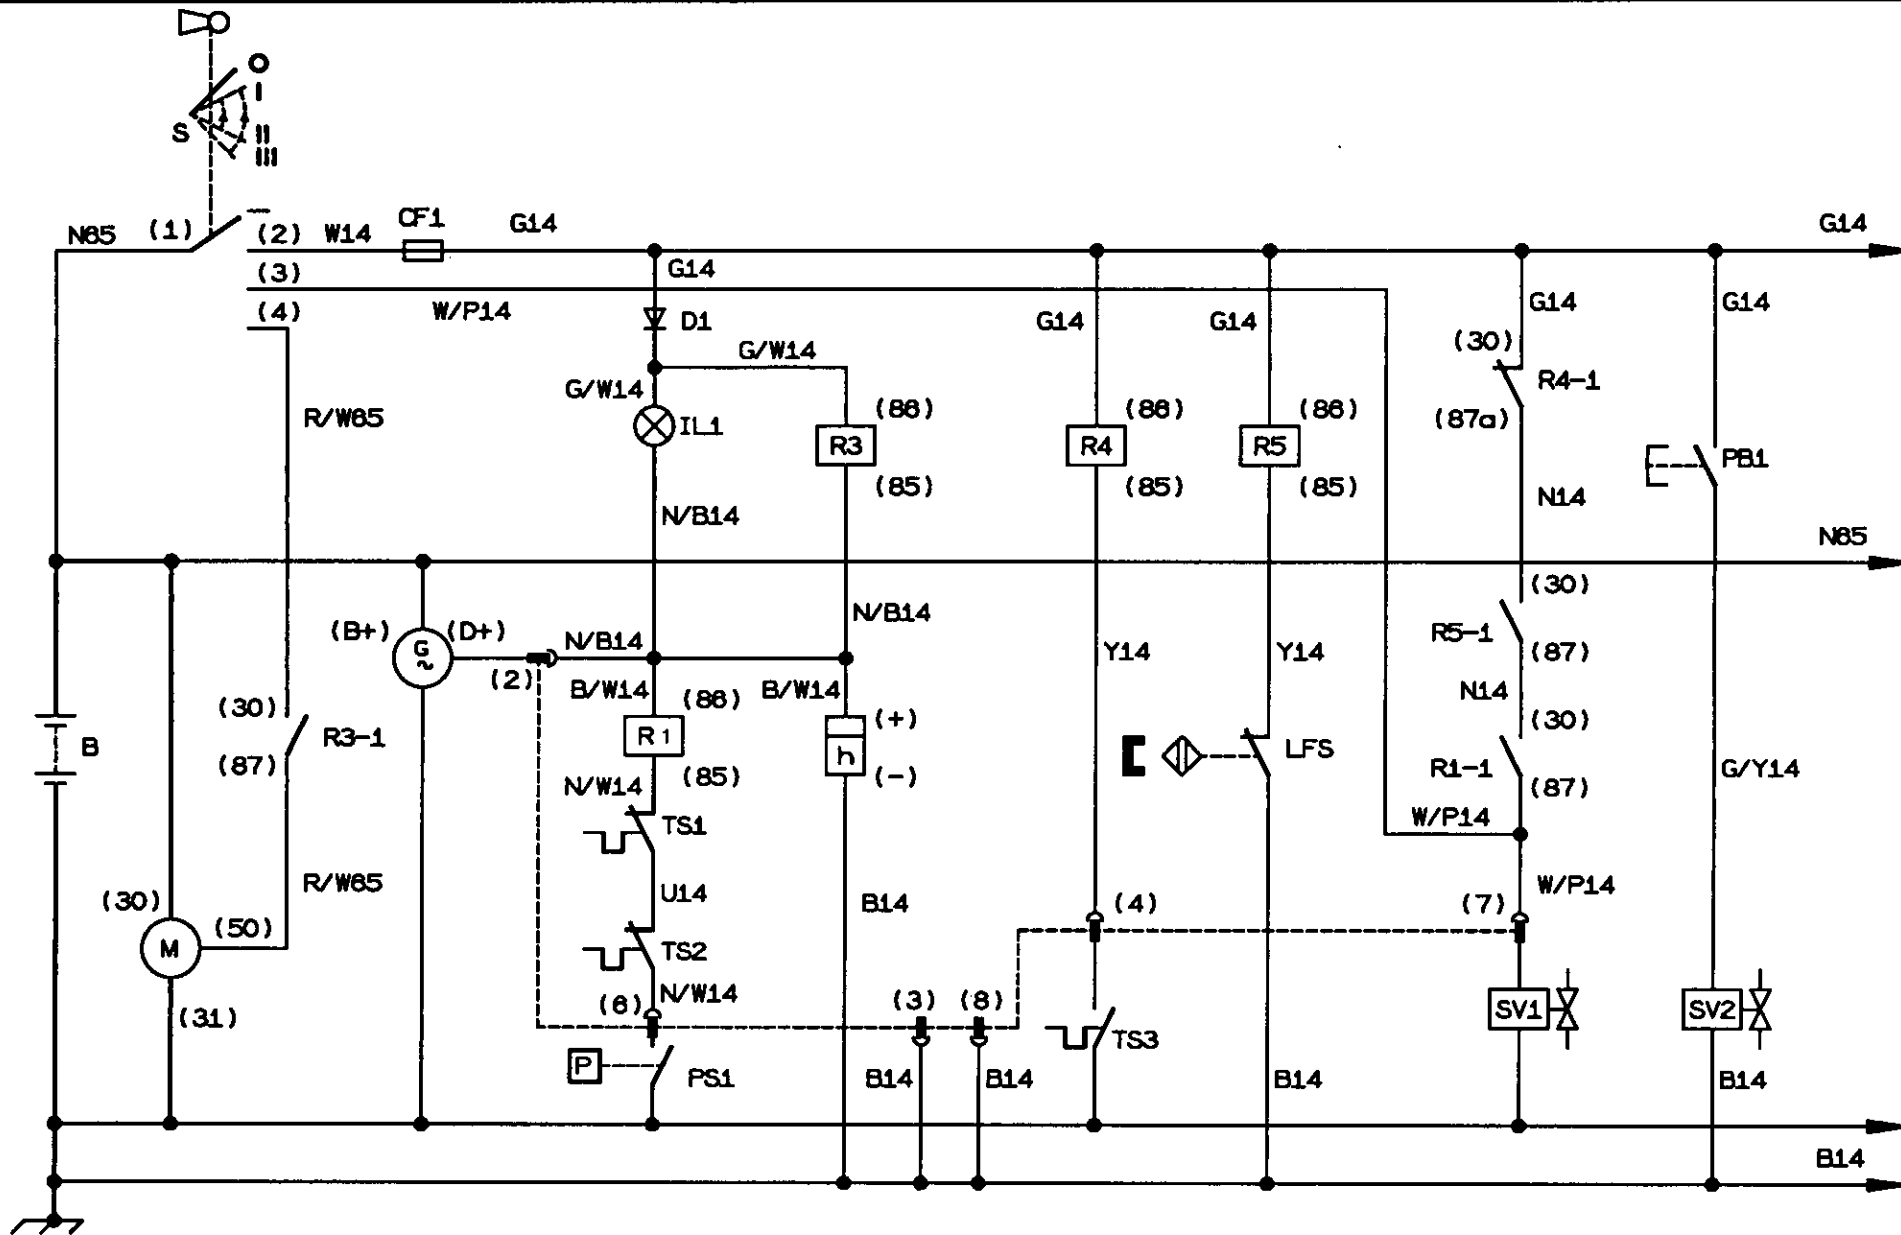 O
I
S
II
III
N65
(1)
(2)
W14
CF1
G14
G14
(3)
G14
(4)
W/P14
D1
G14
G14
G14
G14
G/W14
(30)
G/W14
R4-1
R/W65
IL1
(86)
(86)
(86)
(87a)
R3
R4
R5
PB1
(85)
(85)
(85)
N14
N/B14
N65
(30)
(B+)
(D+)
N/B14
N/B14
G
~
R5-1
Y14
Y14
(87)
(2)
B/W14
(86)
B/W14
N14
(30)
(30)
(+)
R3-1
R1
B
h
LFS
R1-1
G/Y14
(87)
(85)
(-)
(87)
N/W14
TS1
W/P14
R/W65
U14
W/P14
(30)
B14
(4)
(7)
(50)
M
TS2
N/W14
(6)
(3)
(8)
SV1
SV2
(31)
TS3
P
PS1
B14
B14
B14
B14
B14